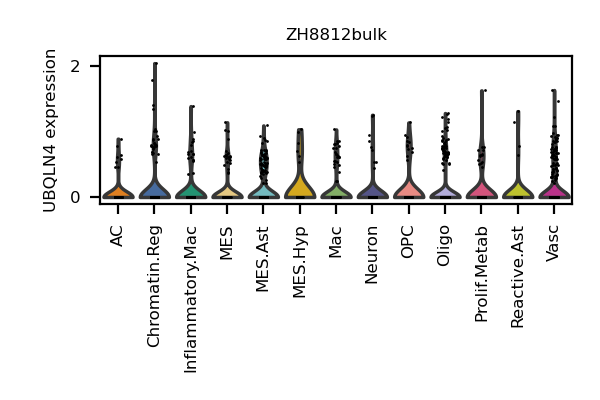 ZH8812bulk
UBQLN4 expression
2
0
AC
Chromatin.Reg
Inflammatory.Mac
MES
MES.Ast
MES.Hyp
Mac
Neuron
OPC
Oligo
Prolif.Metab
Reactive.Ast
Vasc